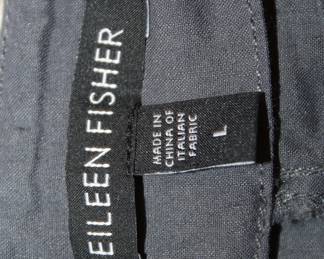 EILEEN FISHER
MADE IN
CHINA OF
ITALIAN
FABRIC
L